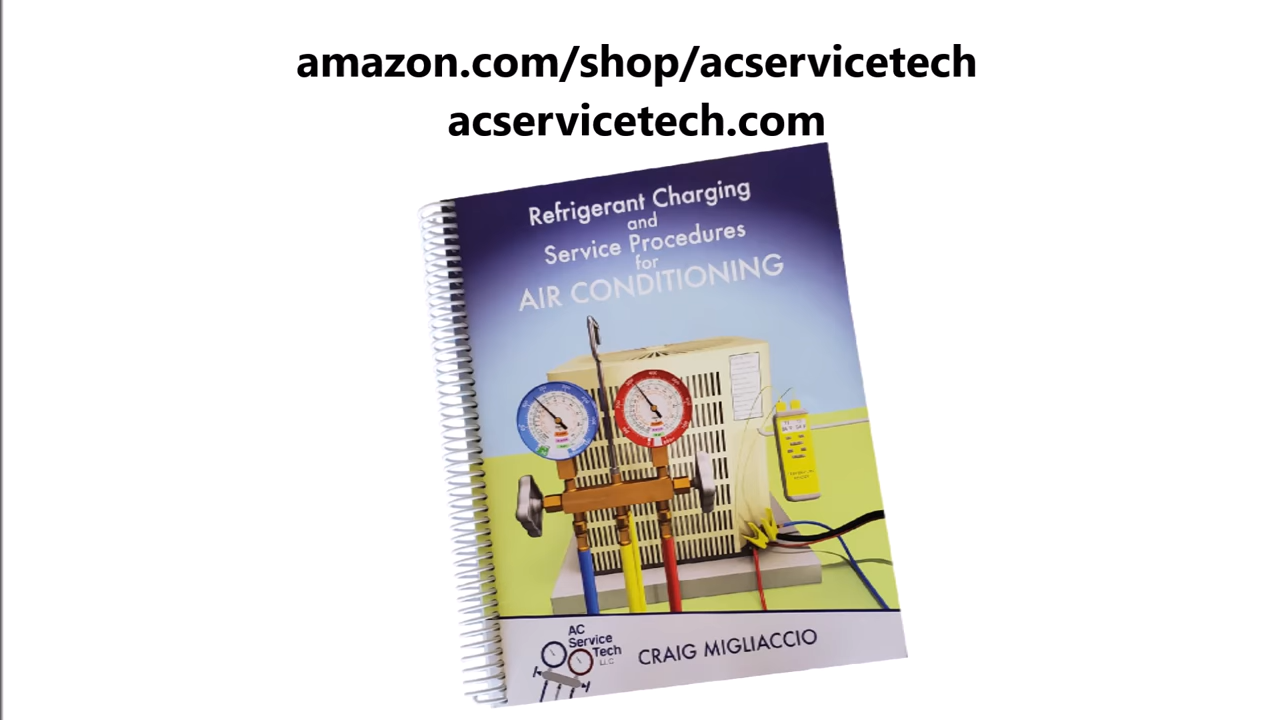 amazon.com/shop/acservicetech
acservicetech.com
Refrigerant Charging
and
Service Procedures
for
AIR CONDITIONING
AC
Service
Tech
LLC
CRAIG MIGLIACCIO